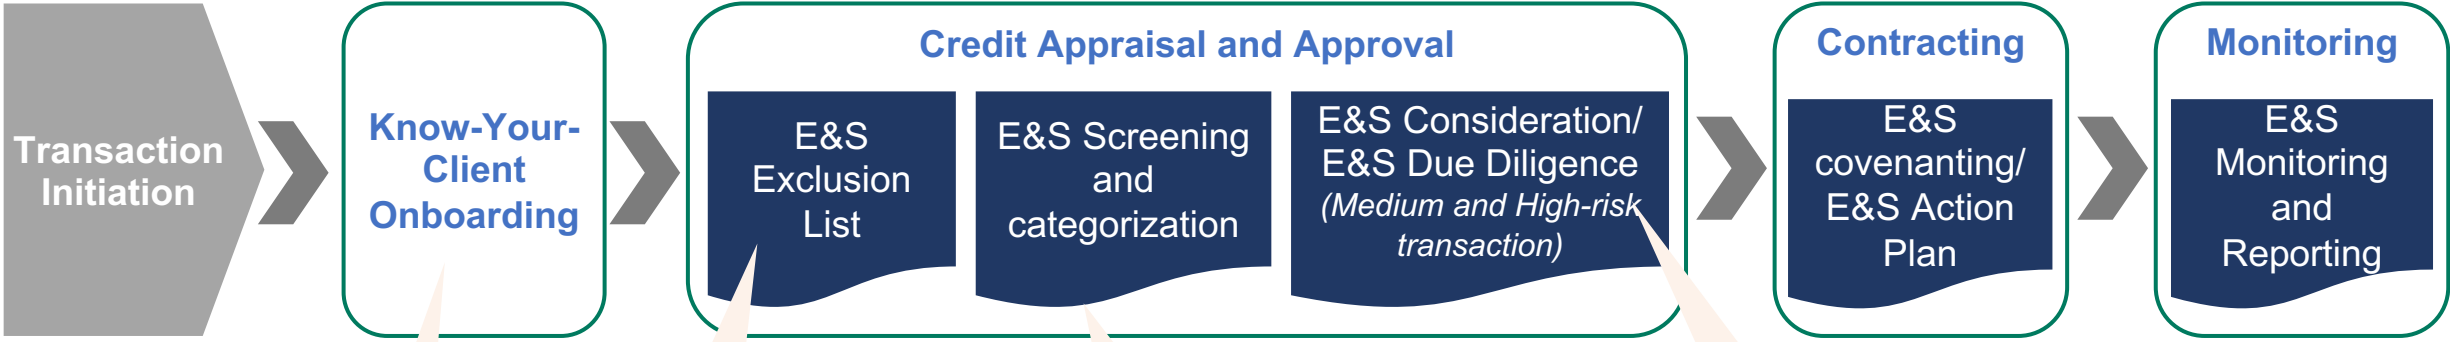 Transaction
Initiation
Know-Your-
Client
Onboarding
Credit Appraisal and Approval
E&S
Exclusion
List
E&S Screening
and
categorization
E&S Consideration/
E&S Due Diligence
(Medium and High-risk
transaction)
Contracting
E&S
covenanting/
E&S Action
Plan
Monitoring
E&S
Monitoring
and
Reporting